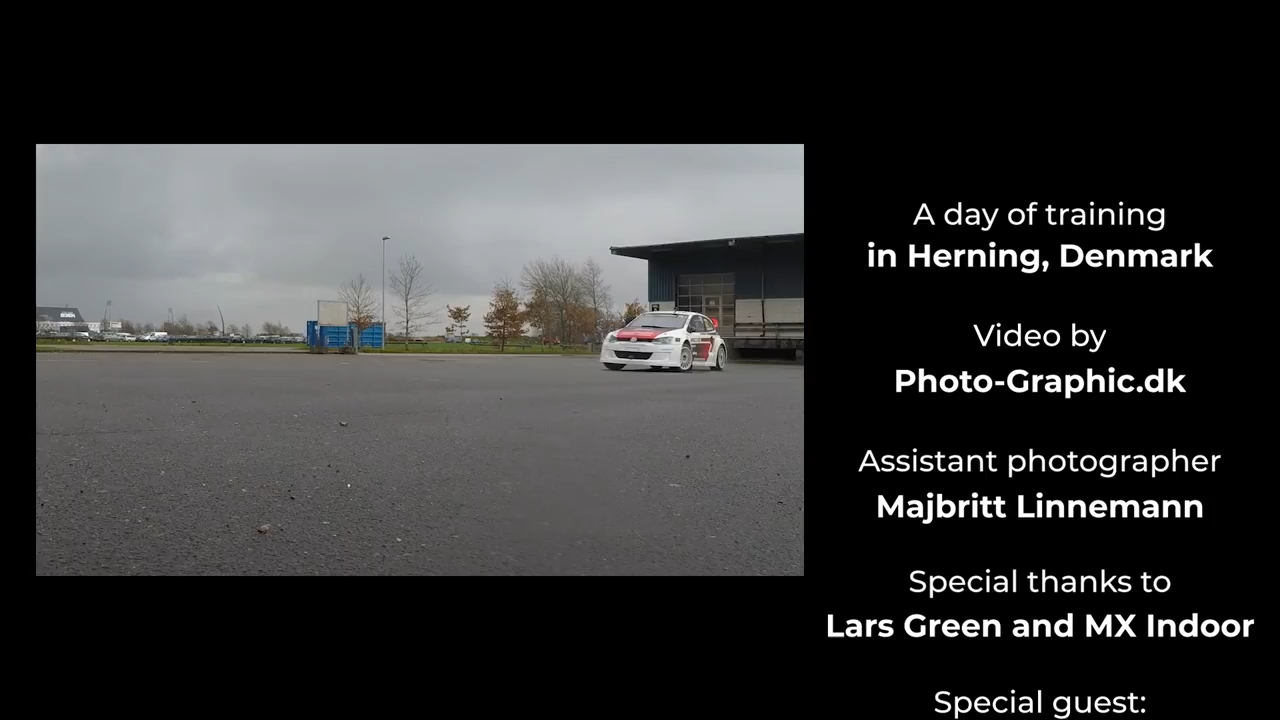 A day of training
in Herning, Denmark
Video by
Photo-Graphic.dk
Assistant photographer
Majbritt Linnemann
Special thanks to
Lars Green and MX Indoor
Special guest: